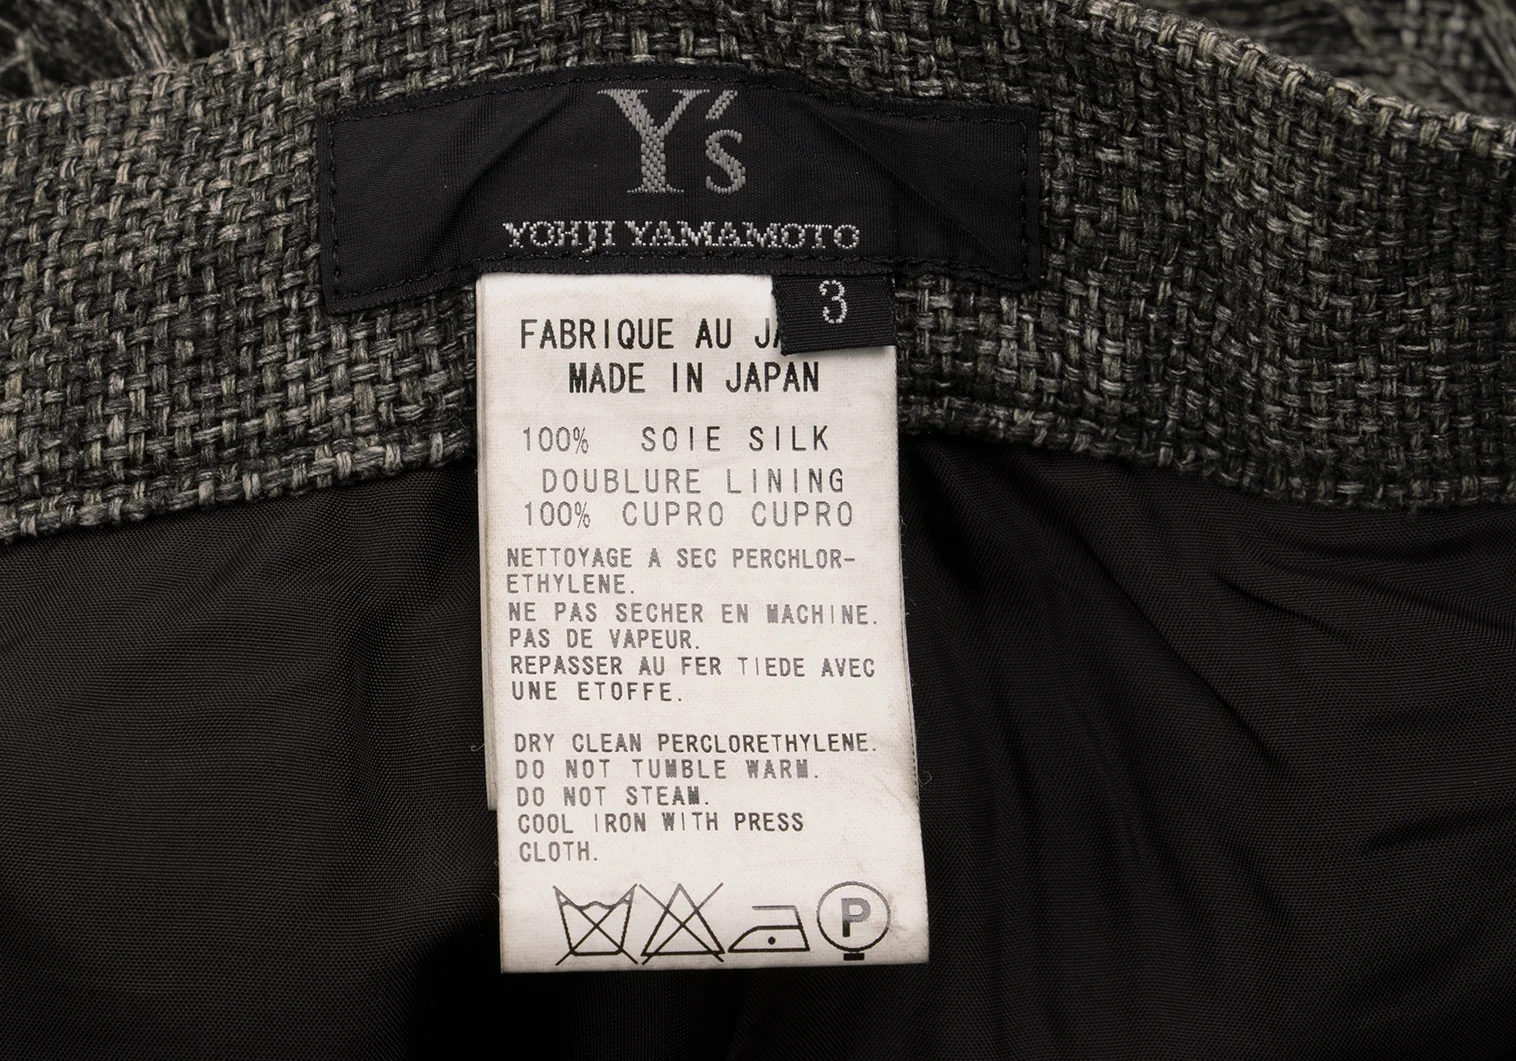 Y's
YOHJI YAMAMOTO
3
FABRIQUE AU
MADE IN JAPAN
100% SOIE SILK
DOUBLURE LINING
100% CUPRO CUPRO
NETTOYAGE A SEC PERCHLOR-
ETHYLENE.
NE PAS SECHER EN MACHINE.
PAS DE VAPEUR.
REPASSER AU FER TIEDE AVEC
UNE ETOFFE.
DRY CLEAN PERCLORETHYLENE.
DO NOT TUMBLE WARM.
DO NOT STEAM.
COOL IRON WITH PRESS
CLOTH.
P